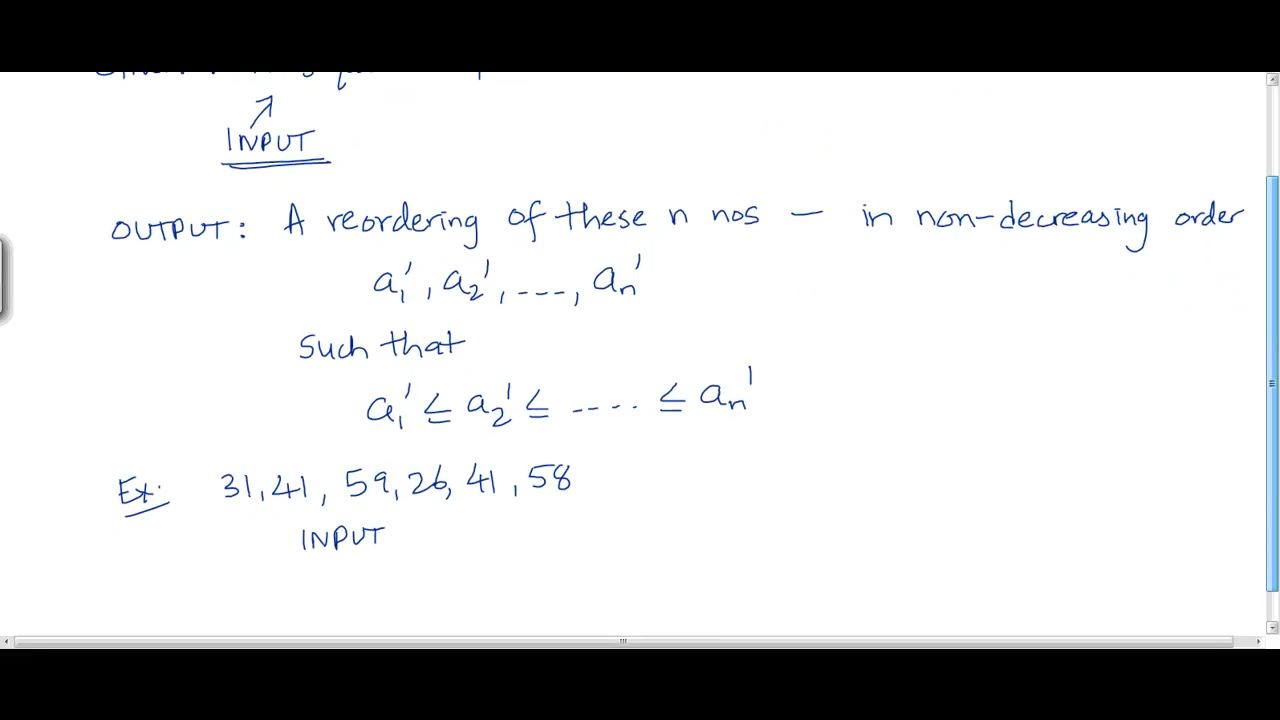 INPUT
OUTPUT: A reordering of these n nos — in non-decreasing order
a₁', a₂', ----, aₙ'
Such that
a₁' ≤ a₂' ≤ ---- ≤ aₙ'
Ex: 31, 41, 59, 26, 41, 58
INPUT